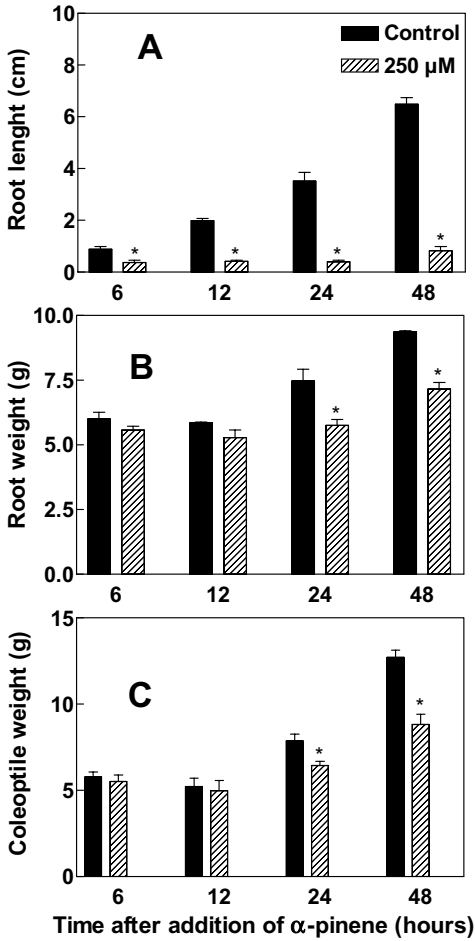 A
Control
250 µM
Root lenght (cm)
10
8
6
4
2
0
* * * *
6 12 24 48
B
Root weight (g)
10.0
7.5
5.0
2.5
0.0
* *
6 12 24 48
C
Coleoptile weight (g)
15
10
5
0
* *
6 12 24 48
Time after addition of α-pinene (hours)